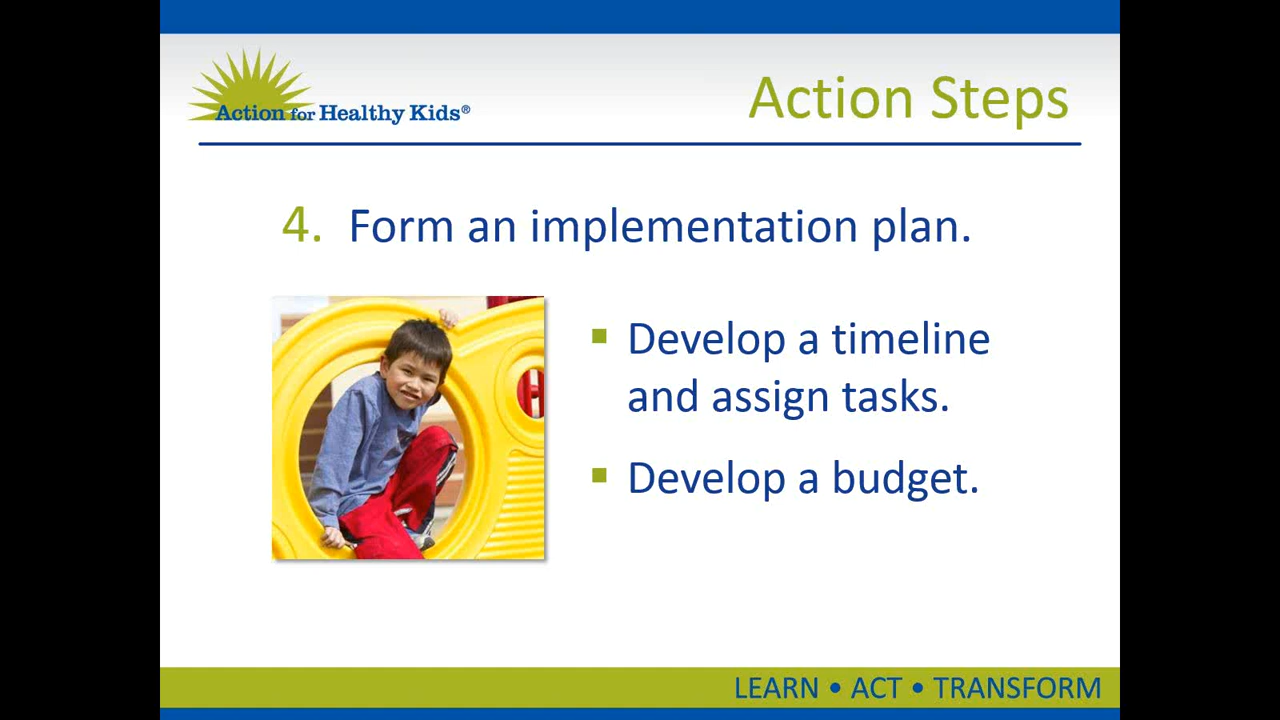 Action for Healthy Kids®
Action Steps
4. Form an implementation plan.
▪ Develop a timeline
and assign tasks.
▪ Develop a budget.
LEARN • ACT • TRANSFORM